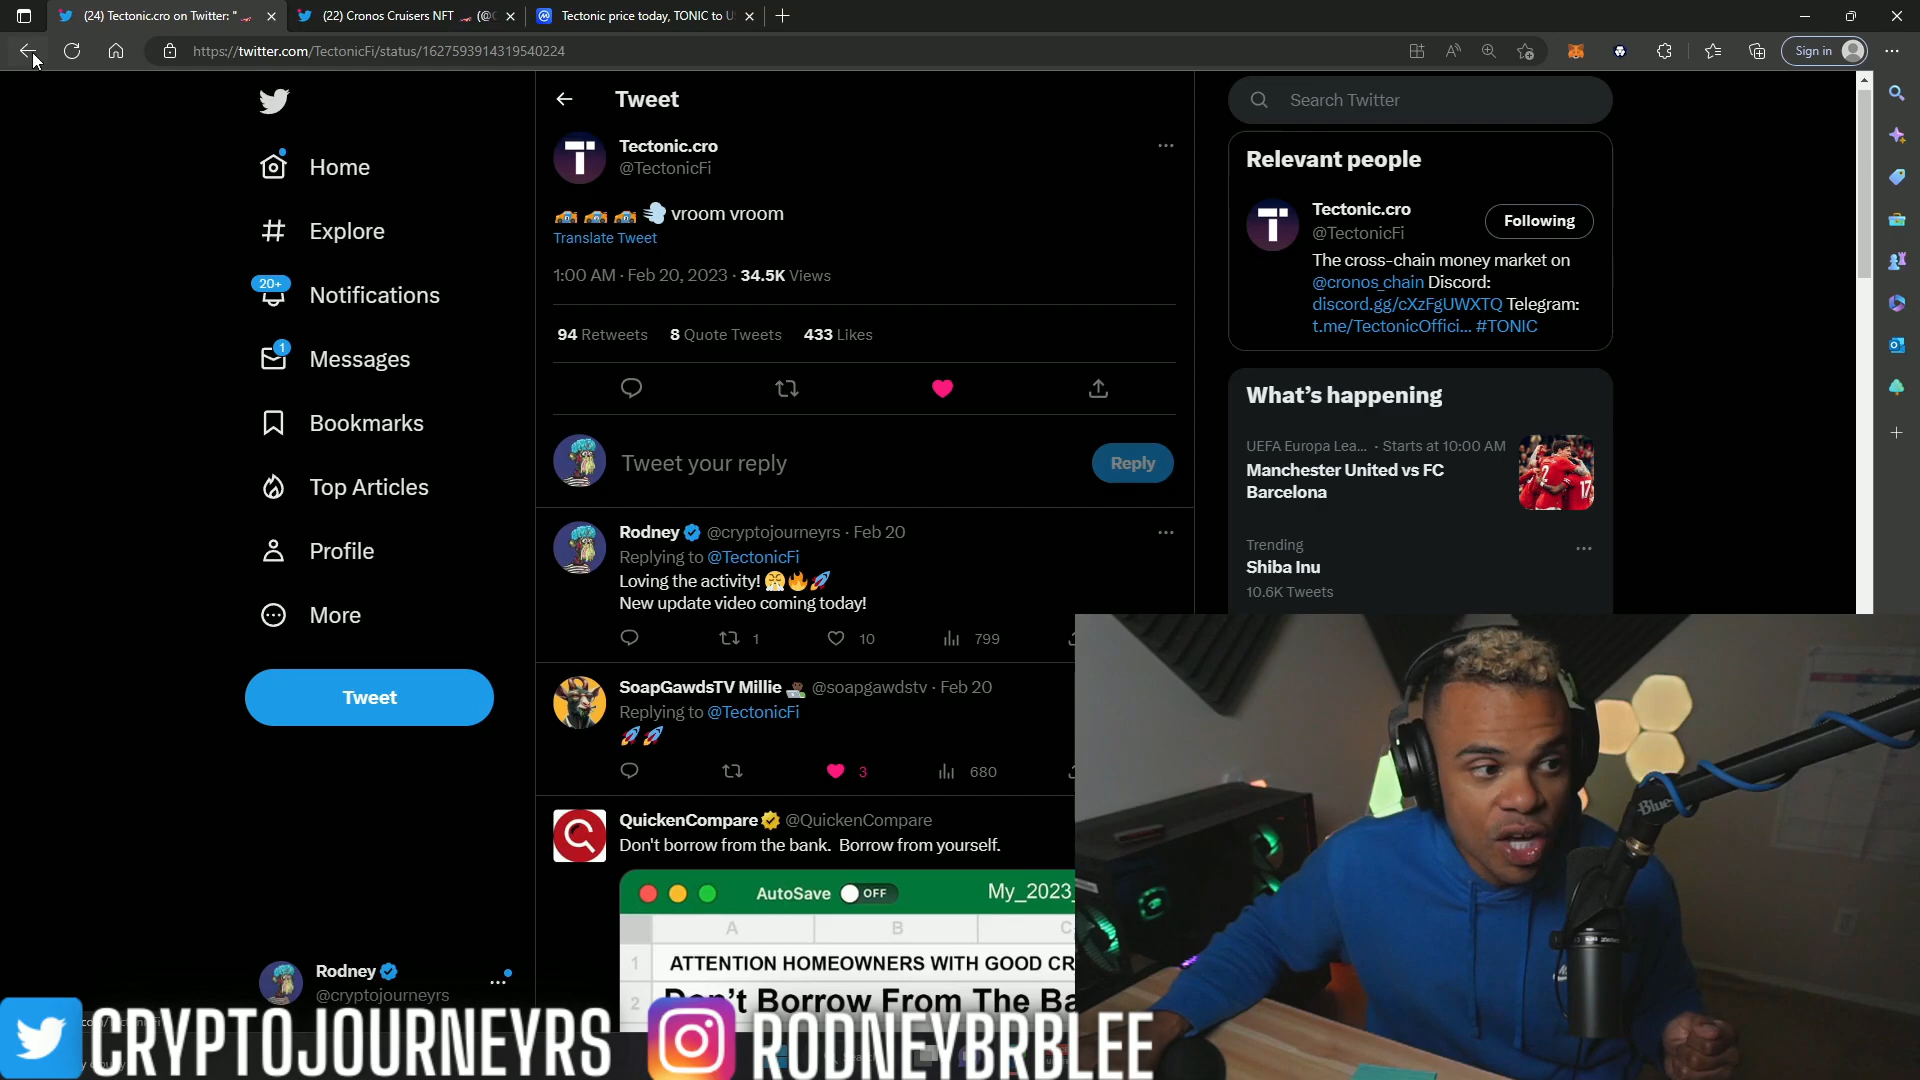 (24) Tectonic.cro on Twitter: "
(22) Cronos Cruisers NFT
Tectonic price today, TONIC to U
https://twitter.com/TectonicFi/status/1627593914319540224
Sign in
Home
Explore
20+
Notifications
1
Messages
Bookmarks
Top Articles
Profile
More
Tweet
Rodney
@cryptojourneyrs
Tweet
Tectonic.cro
@TectonicFi
vroom vroom
Translate Tweet
1:00 AM · Feb 20, 2023 · 34.5K Views
94 Retweets 8 Quote Tweets 433 Likes
Tweet your reply
Reply
Rodney @cryptojourneyrs · Feb 20
Replying to @TectonicFi
Loving the activity!
New update video coming today!
1 10 799
SoapGawdsTV Millie @soapgawdstv · Feb 20
Replying to @TectonicFi
3 680
QuickenCompare @QuickenCompare
Don't borrow from the bank. Borrow from yourself.
AutoSave OFF My_2023
A B C
1 ATTENTION HOMEOWNERS WITH GOOD CR
2 Don't Borrow From The Ba
Search Twitter
Relevant people
Tectonic.cro
@TectonicFi
Following
The cross-chain money market on
@cronos_chain Discord:
discord.gg/cXzFgUWXTQ Telegram:
t.me/TectonicOffici... #TONIC
What's happening
UEFA Europa Lea... · Starts at 10:00 AM
Manchester United vs FC
Barcelona
Trending
Shiba Inu
10.6K Tweets
Blue
CRYPTOJOURNEYRS
RODNEYBRBLEE